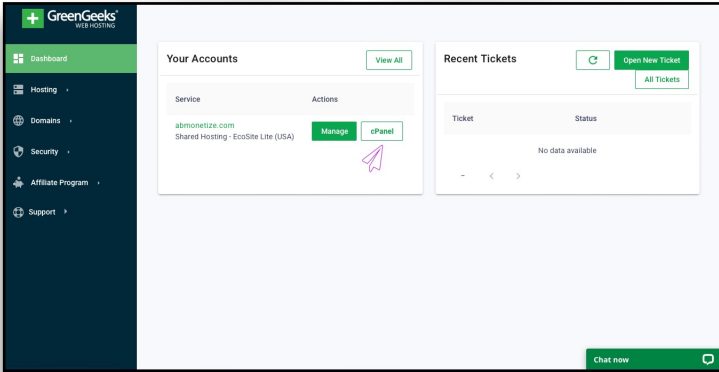 GreenGeeks®
WEB HOSTING
Dashboard
Hosting
Domains
Security
Affiliate Program
Support
Your Accounts
View All
Service Actions
abmonetize.com
Shared Hosting - EcoSite Lite (USA)
Manage
cPanel
Recent Tickets
Open New Ticket
All Tickets
Ticket Status
No data available
-
Chat now